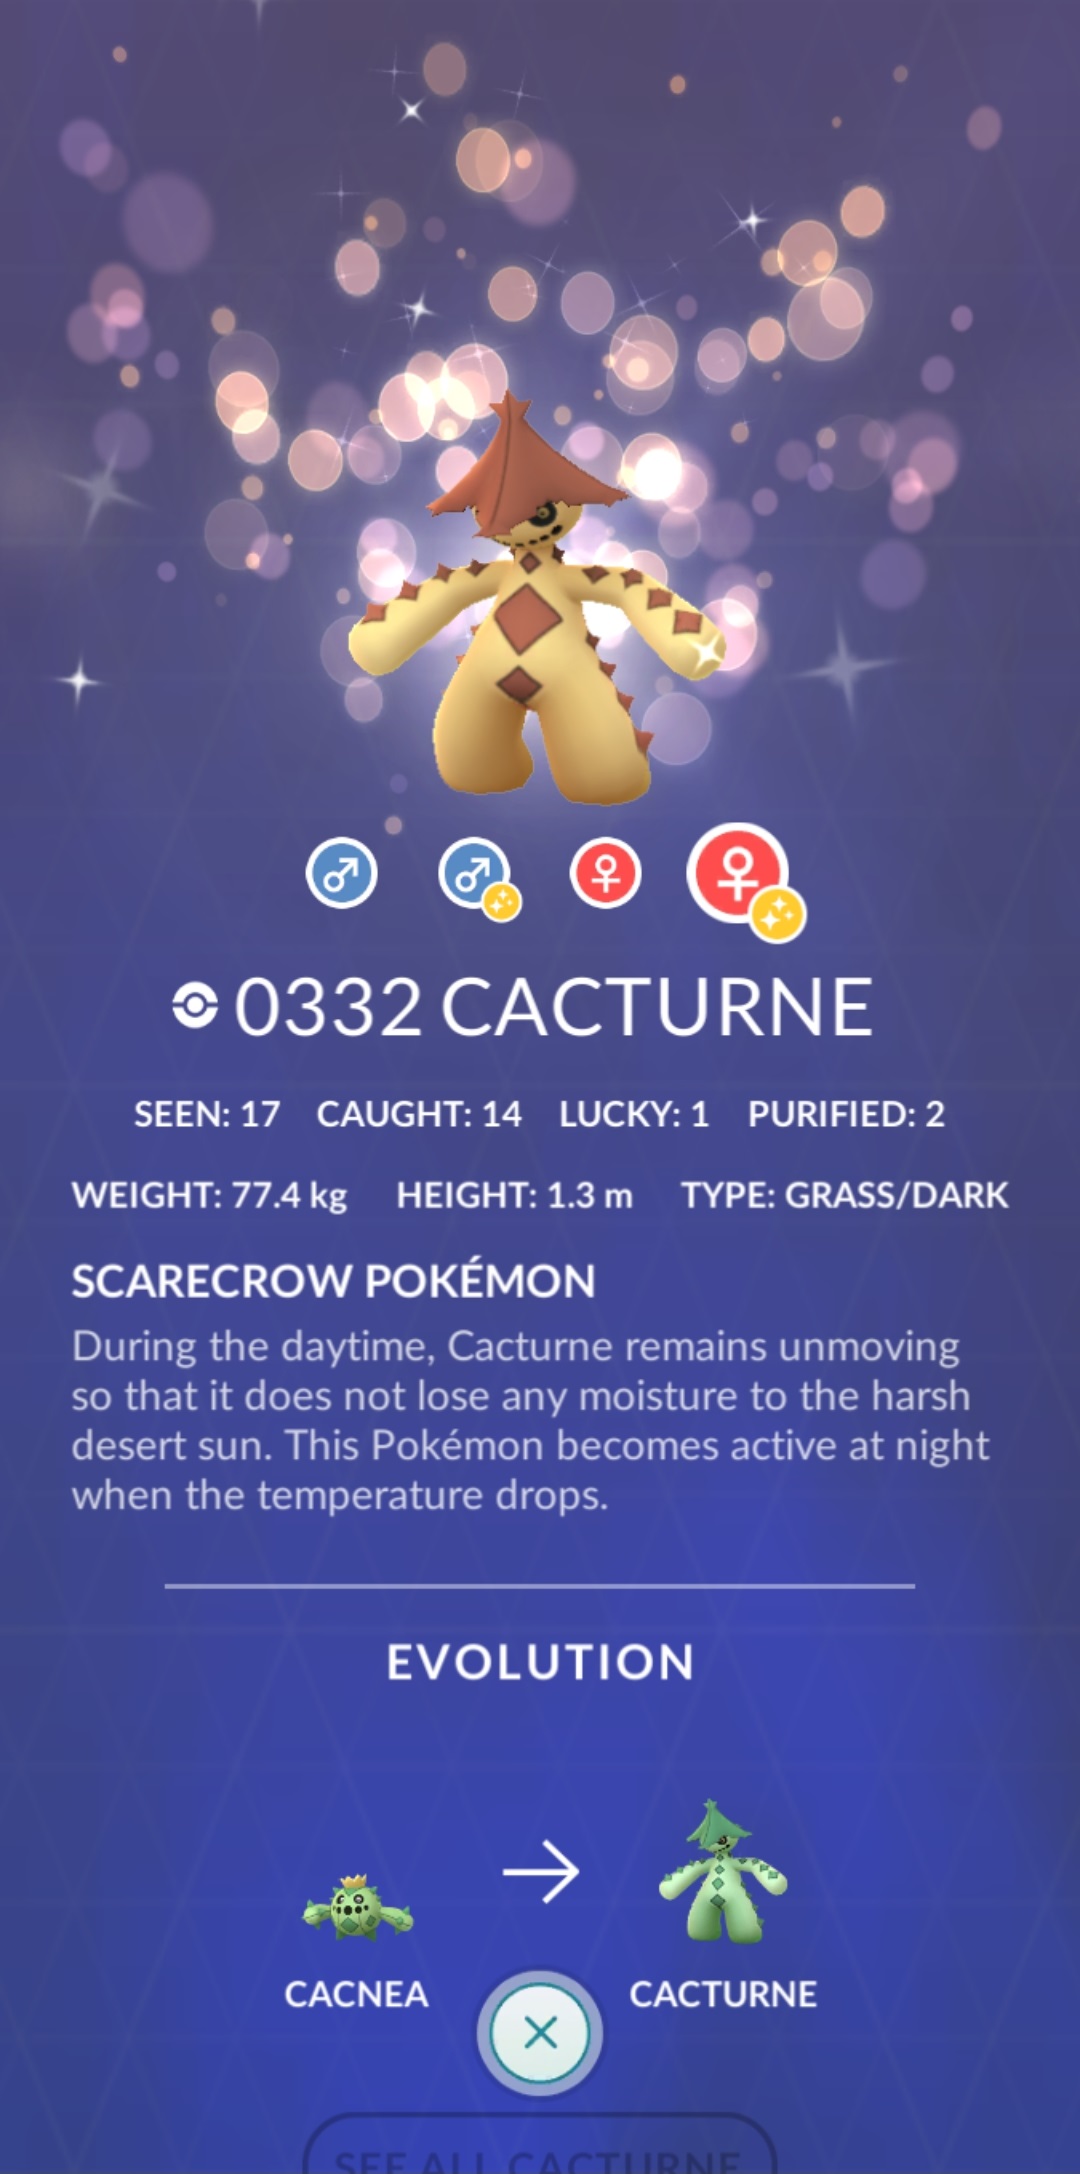 0332 CACTURNE
SEEN: 17 CAUGHT: 14 LUCKY: 1 PURIFIED: 2
WEIGHT: 77.4 kg HEIGHT: 1.3 m TYPE: GRASS/DARK
SCARECROW POKÉMON
During the daytime, Cacturne remains unmoving
so that it does not lose any moisture to the harsh
desert sun. This Pokémon becomes active at night
when the temperature drops.
EVOLUTION
CACNEA CACTURNE
SEE ALL CACTURNE